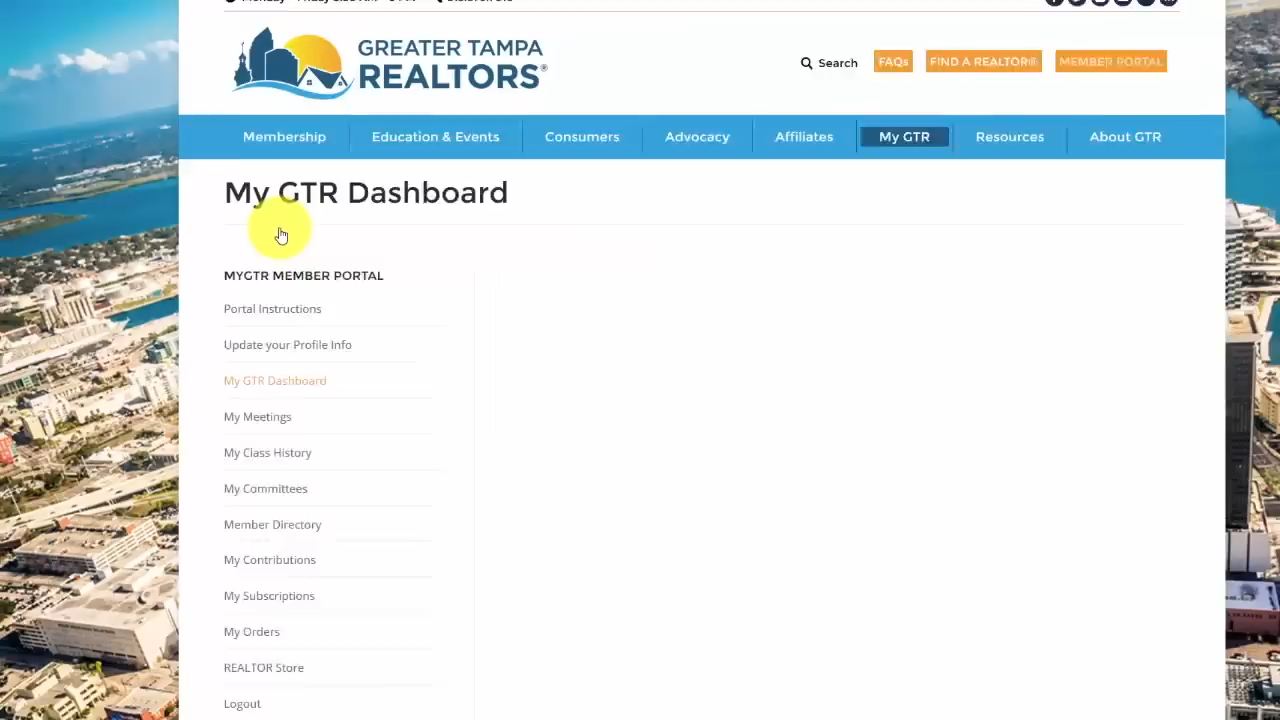 GREATER TAMPA
REALTORS®
Search
FAQs
FIND A REALTOR®
MEMBER PORTAL
Membership
Education & Events
Consumers
Advocacy
Affiliates
My GTR
Resources
About GTR
My GTR Dashboard
MYGTR MEMBER PORTAL
Portal Instructions
Update your Profile Info
My GTR Dashboard
My Meetings
My Class History
My Committees
Member Directory
My Contributions
My Subscriptions
My Orders
REALTOR Store
Logout